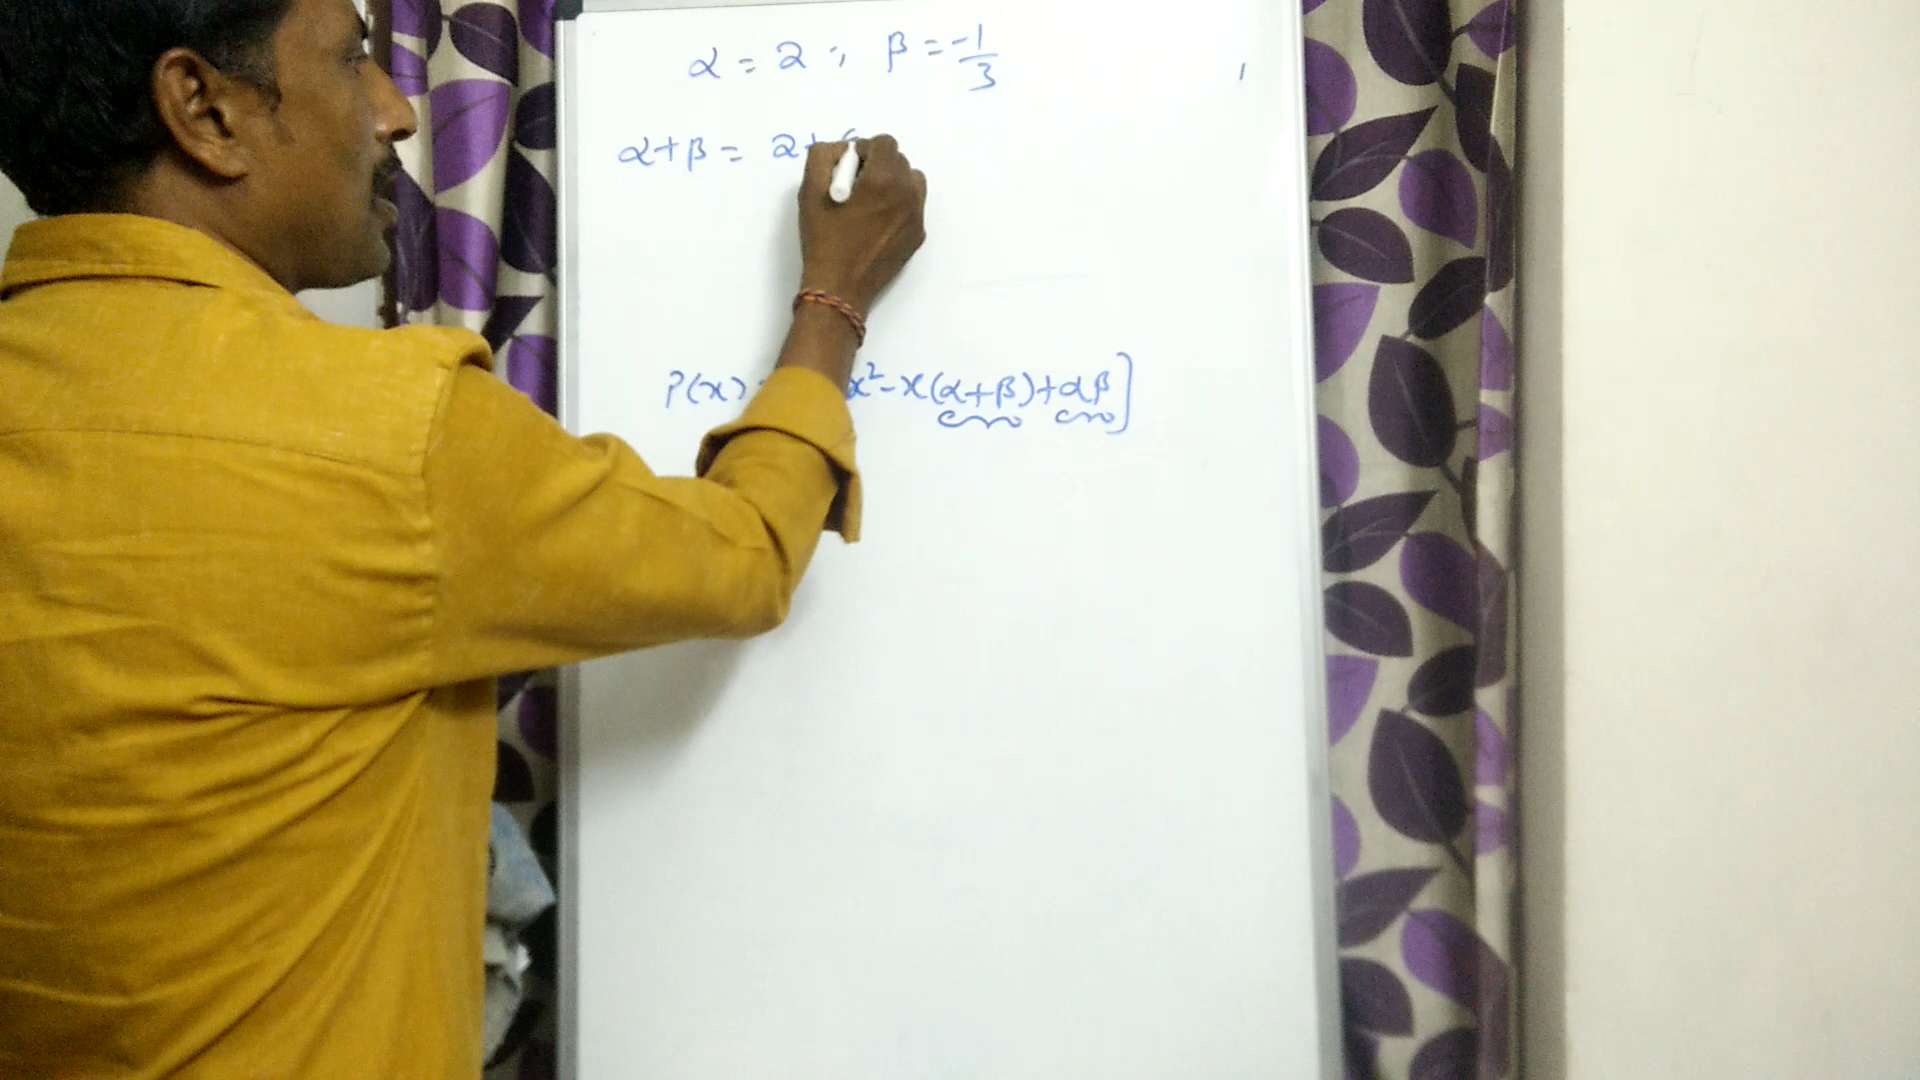 α = 2 ; β = -1/3
α+β = 2+(
P(x) = x² - x(α+β)+αβ]